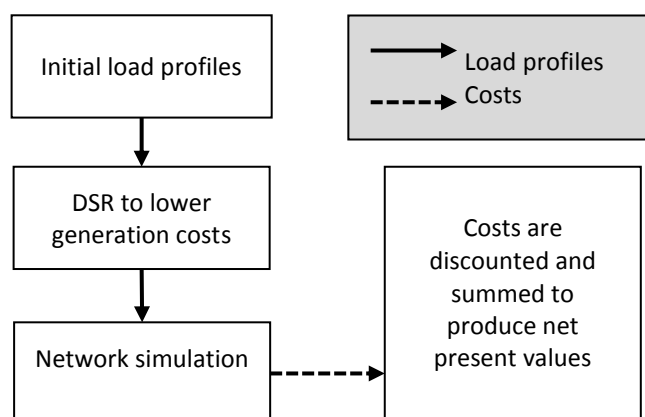 Initial load profiles
Load profiles
Costs
DSR to lower
generation costs
Costs are
discounted and
summed to
produce net
present values
Network simulation